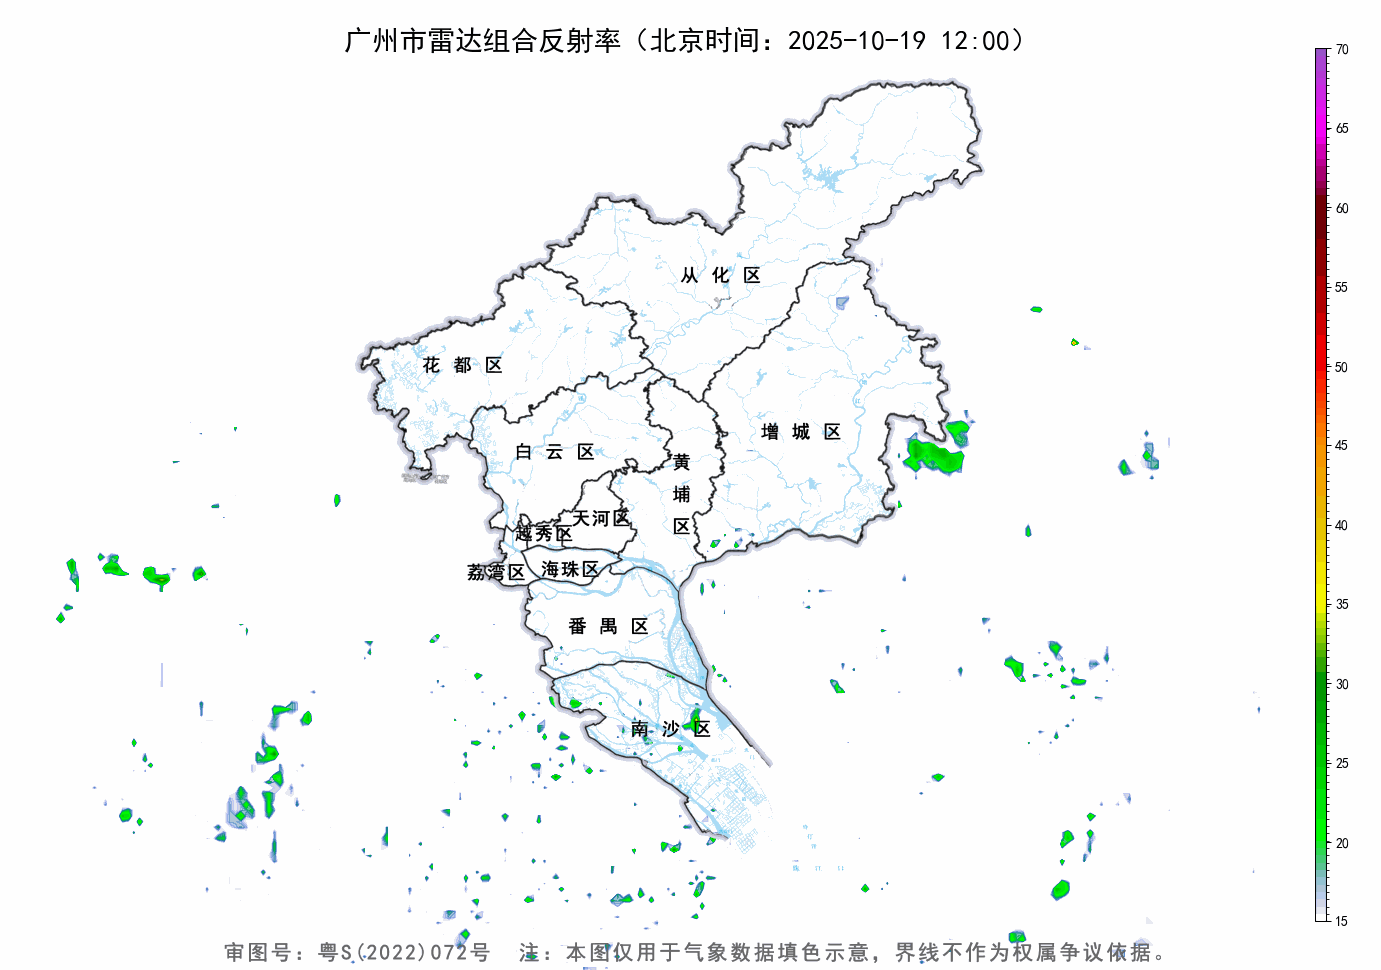 广州市雷达组合反射率（北京时间：2025-10-19 12:00）
70
65
60
55
50
45
40
35
30
25
20
15
从化区
花都区
增城区
白云区
黄埔区
天河区
越秀区
荔湾区
海珠区
番禺区
南沙区
审图号：粤S(2022)072号 注：本图仅用于气象数据填色示意，界线不作为权属争议依据。